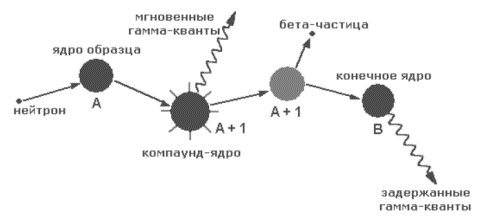 мгновенные
гамма-кванты
бета-частица
ядро образца
конечное ядро
нейтрон
A
A + 1
A + 1
B
компаунд-ядро
задержанные
гамма-кванты